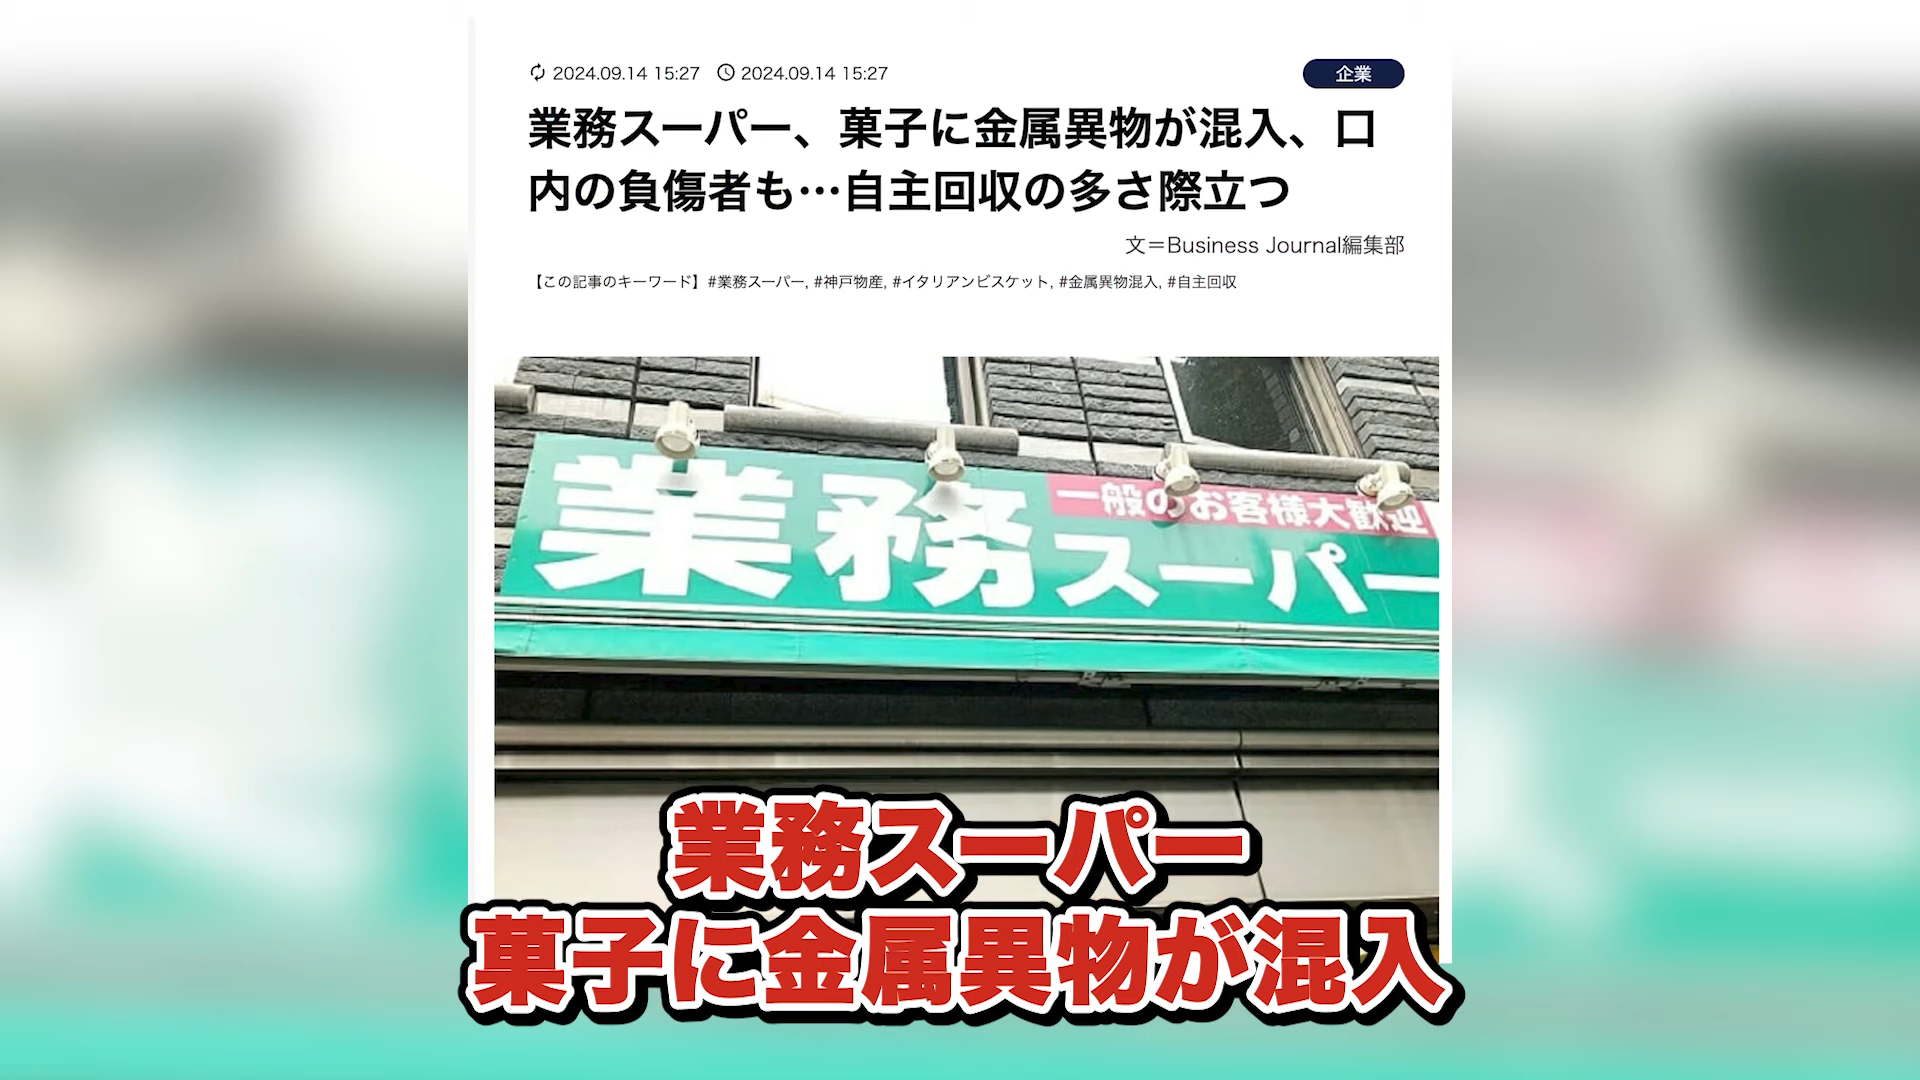 2024.09.14 15:27 2024.09.14 15:27
企業
業務スーパー、菓子に金属異物が混入、口
内の負傷者も…自主回収の多さ際立つ
文＝Business Journal編集部
【この記事のキーワード】#業務スーパー, #神戸物産, #イタリアンビスケット, #金属異物混入, #自主回収
一般のお客様大歓迎
業務スーパー
業務スーパー
菓子に金属異物が混入